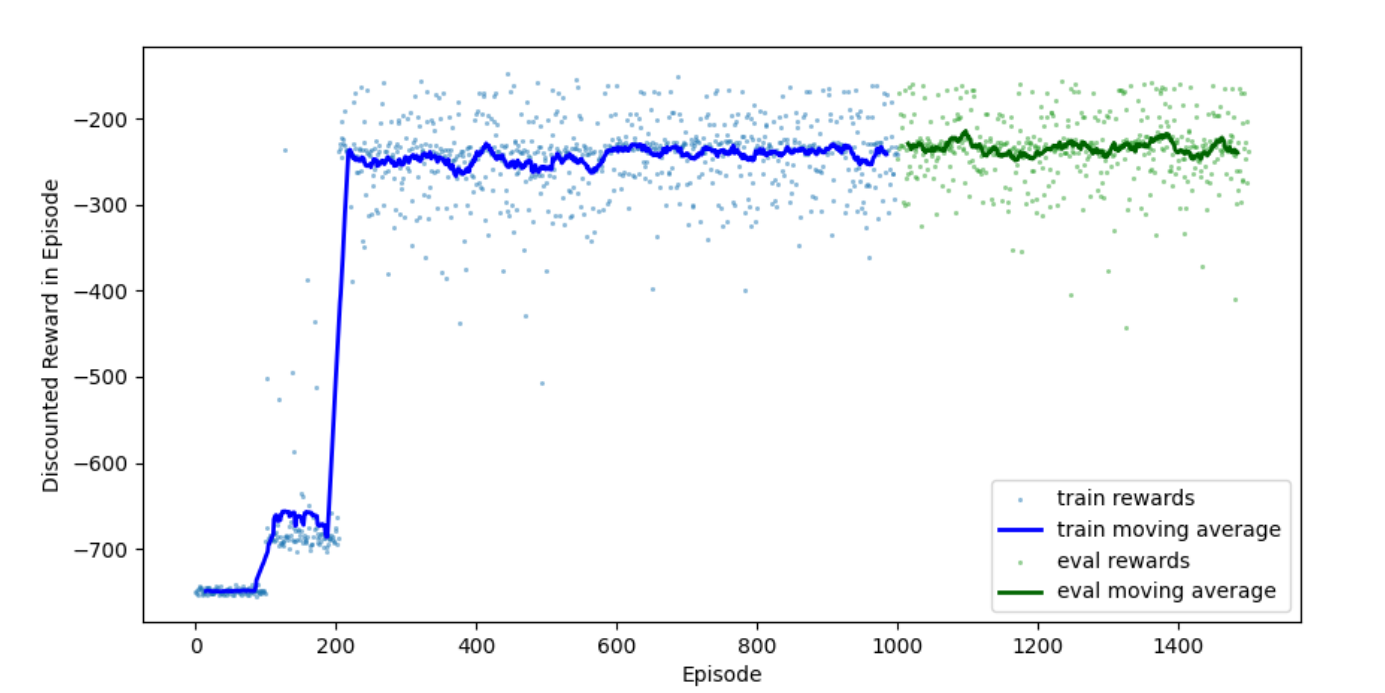 Discounted Reward in Episode
−200
−300
−400
−500
−600
−700
0 200 400 600 800 1000 1200 1400
Episode
train rewards
train moving average
eval rewards
eval moving average